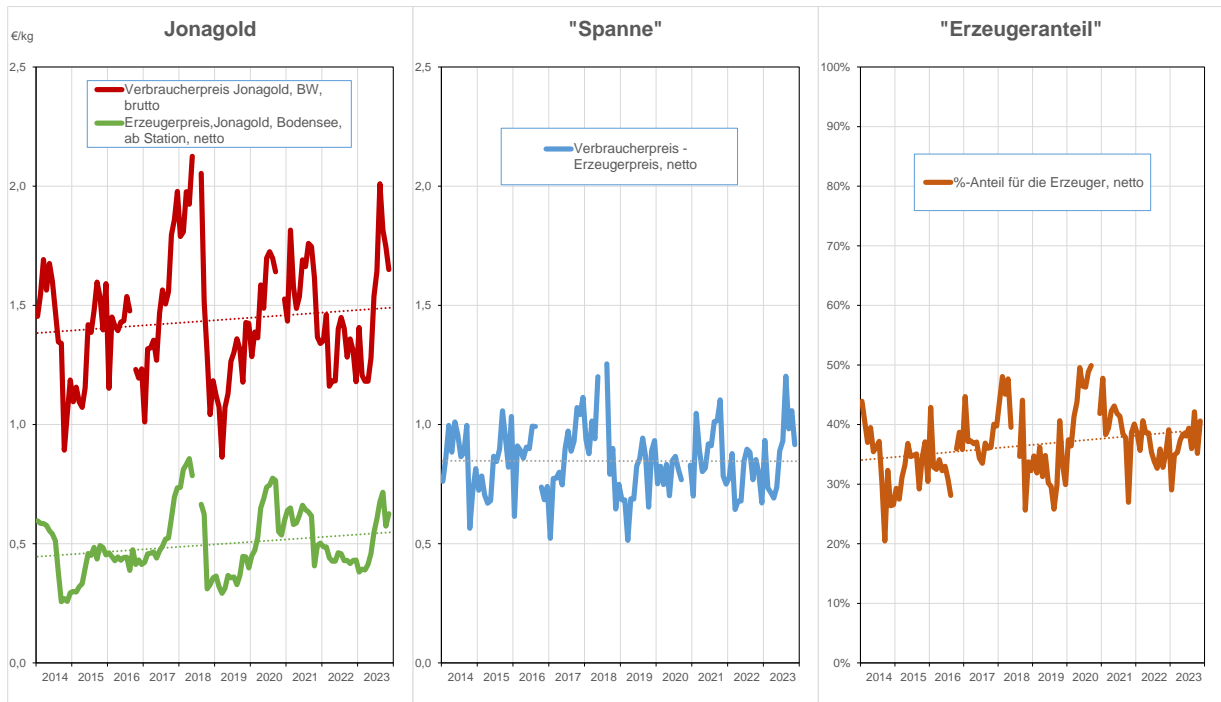 Jonagold
€/kg
2,5
2,0
1,5
1,0
0,5
0,0
Verbraucherpreis Jonagold, BW,
brutto
Erzeugerpreis,Jonagold, Bodensee,
ab Station, netto
2014 2015 2016 2017 2018 2019 2020 2021 2022 2023
"Spanne"
2,5
2,0
1,5
1,0
0,5
0,0
Verbraucherpreis -
Erzeugerpreis, netto
2014 2015 2016 2017 2018 2019 2020 2021 2022 2023
"Erzeugeranteil"
100%
90%
80%
70%
60%
50%
40%
30%
20%
10%
0%
%-Anteil für die Erzeuger, netto
2014 2015 2016 2017 2018 2019 2020 2021 2022 2023